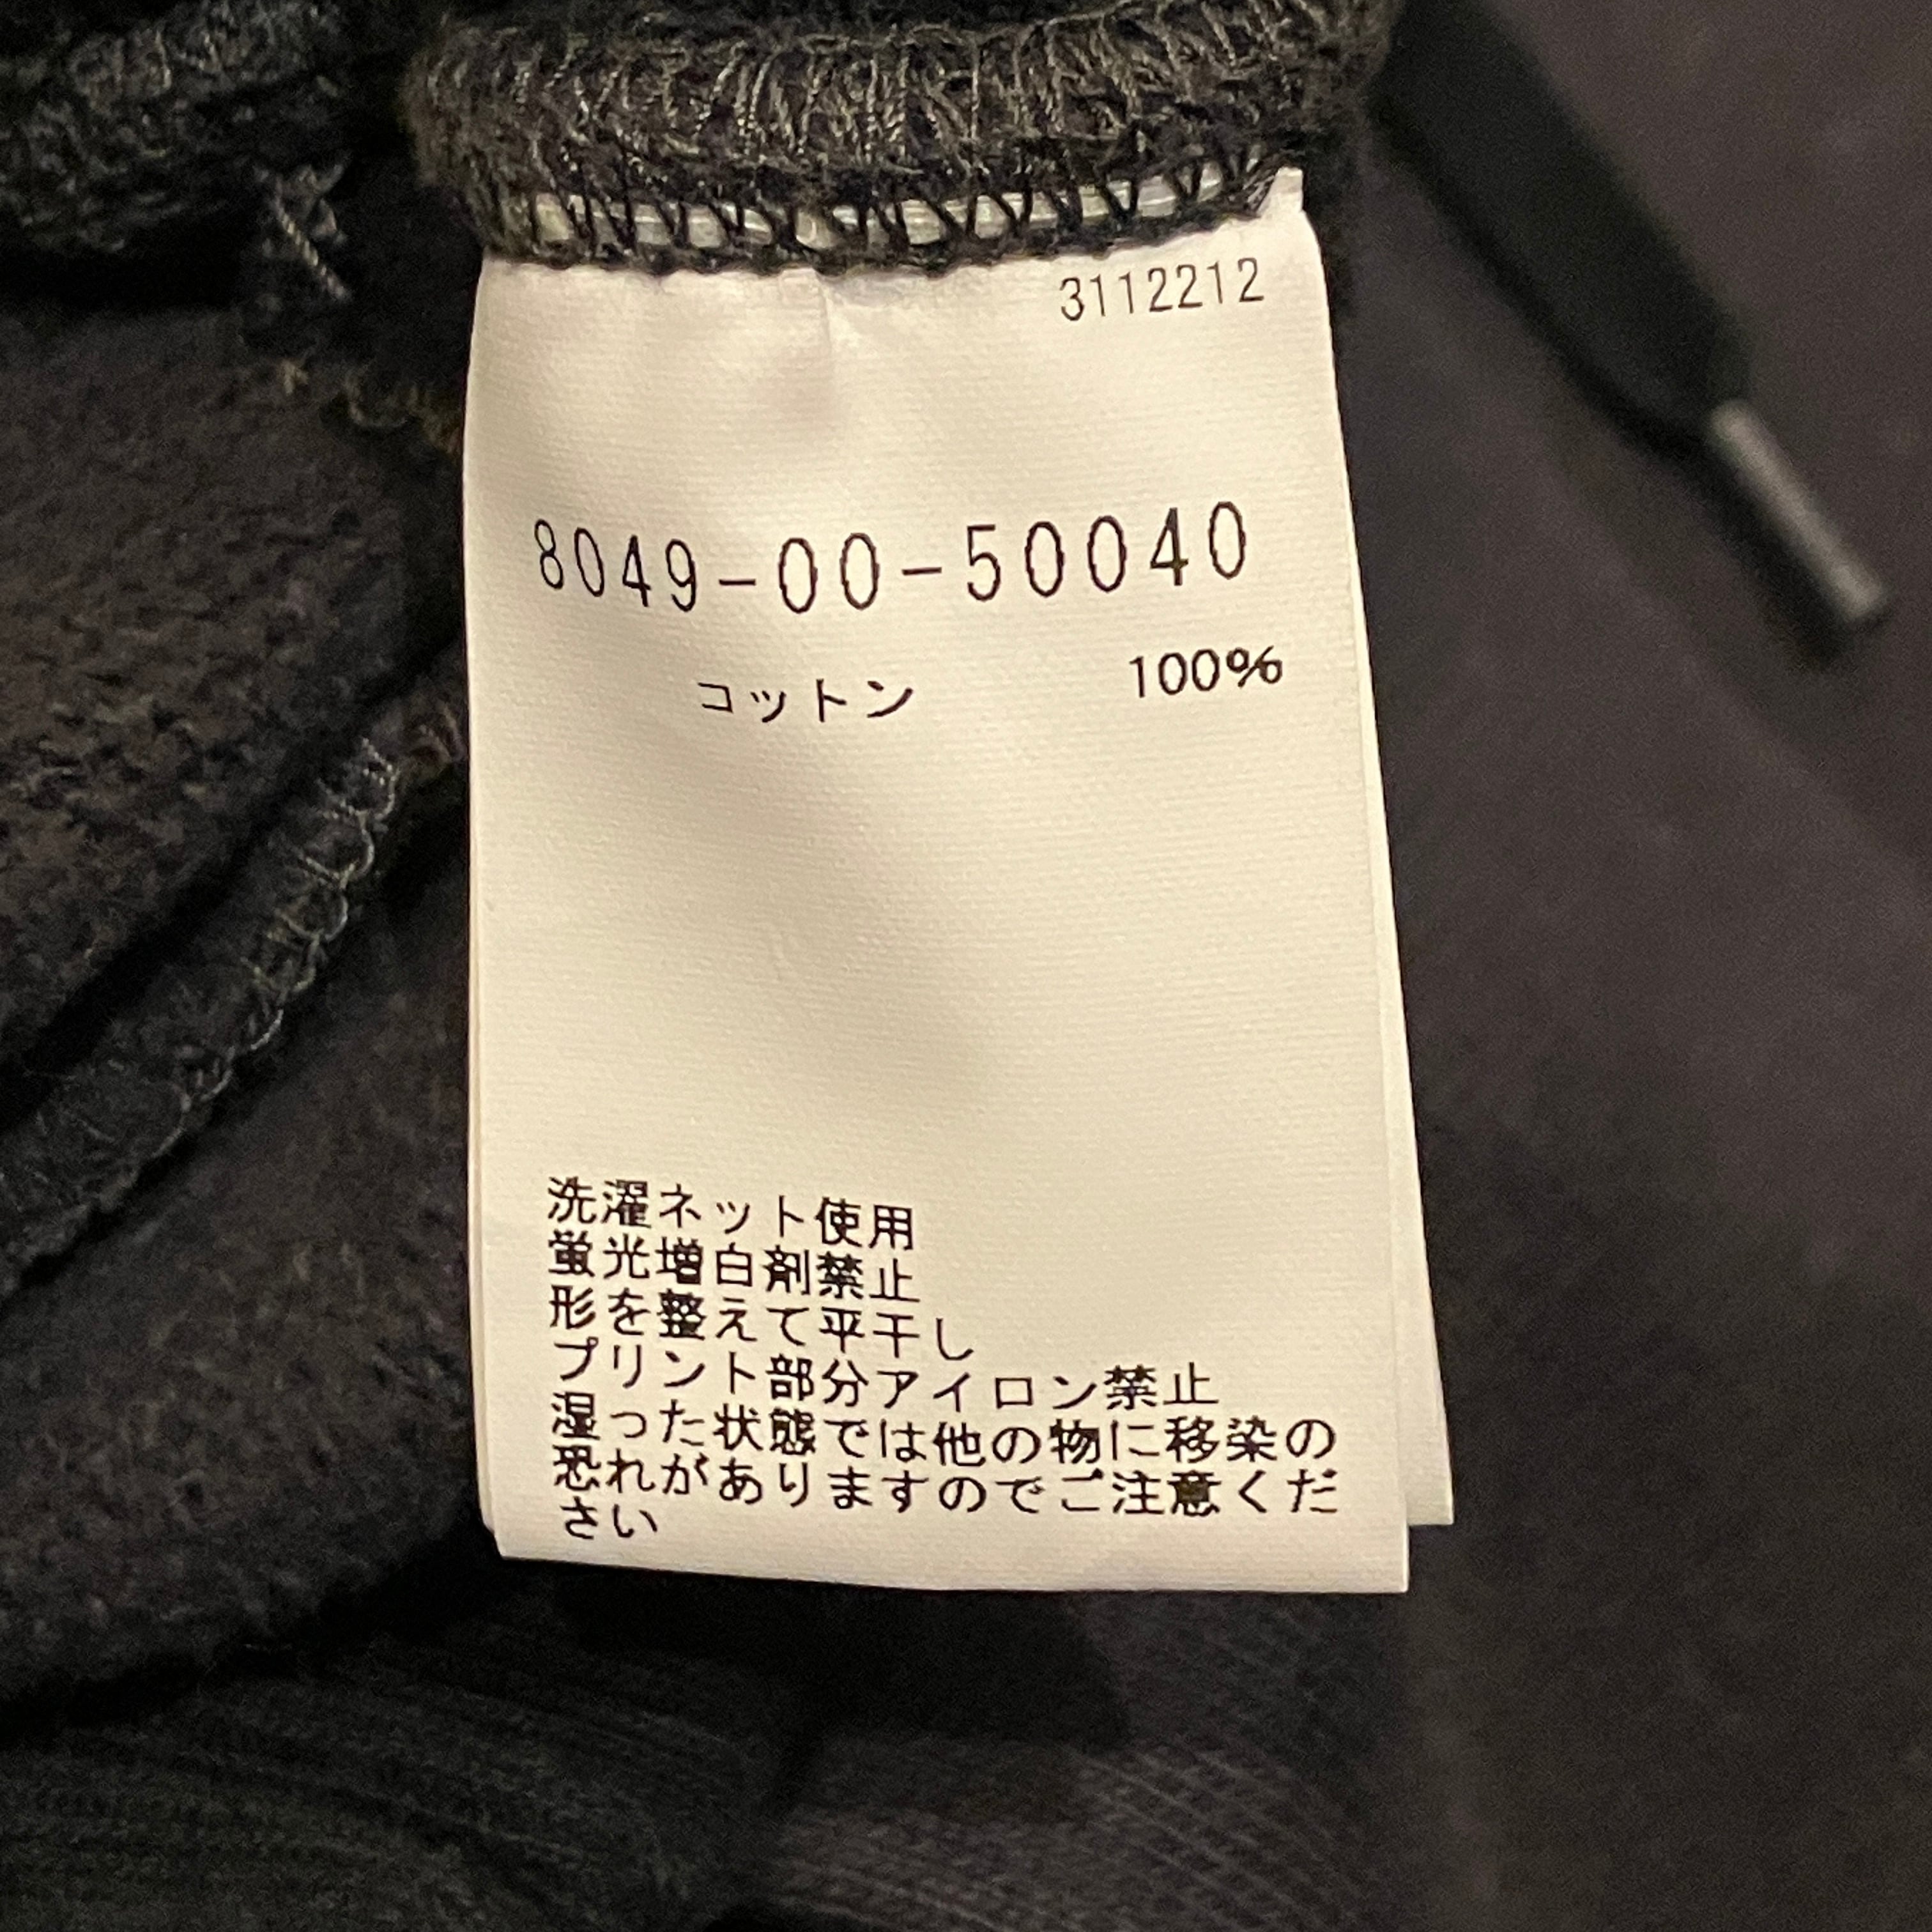 3112212
8049-00-50040
コットン 100%
洗濯ネット使用
蛍光増白剤禁止
形を整えて平干し
プリント部分アイロン禁止
湿った状態では他の物に移染の
恐れがありますのでご注意くだ
さい